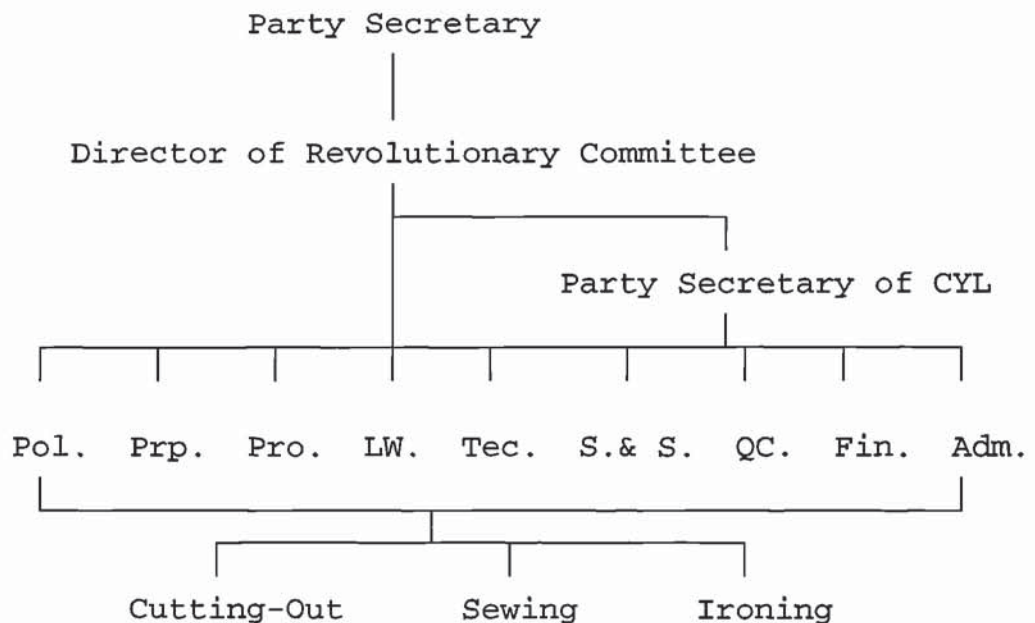 Party Secretary
Director of Revolutionary Committee
Party Secretary of CYL
Pol. Prp. Pro. LW. Tec. S.& S. QC. Fin. Adm.
Cutting-Out Sewing Ironing